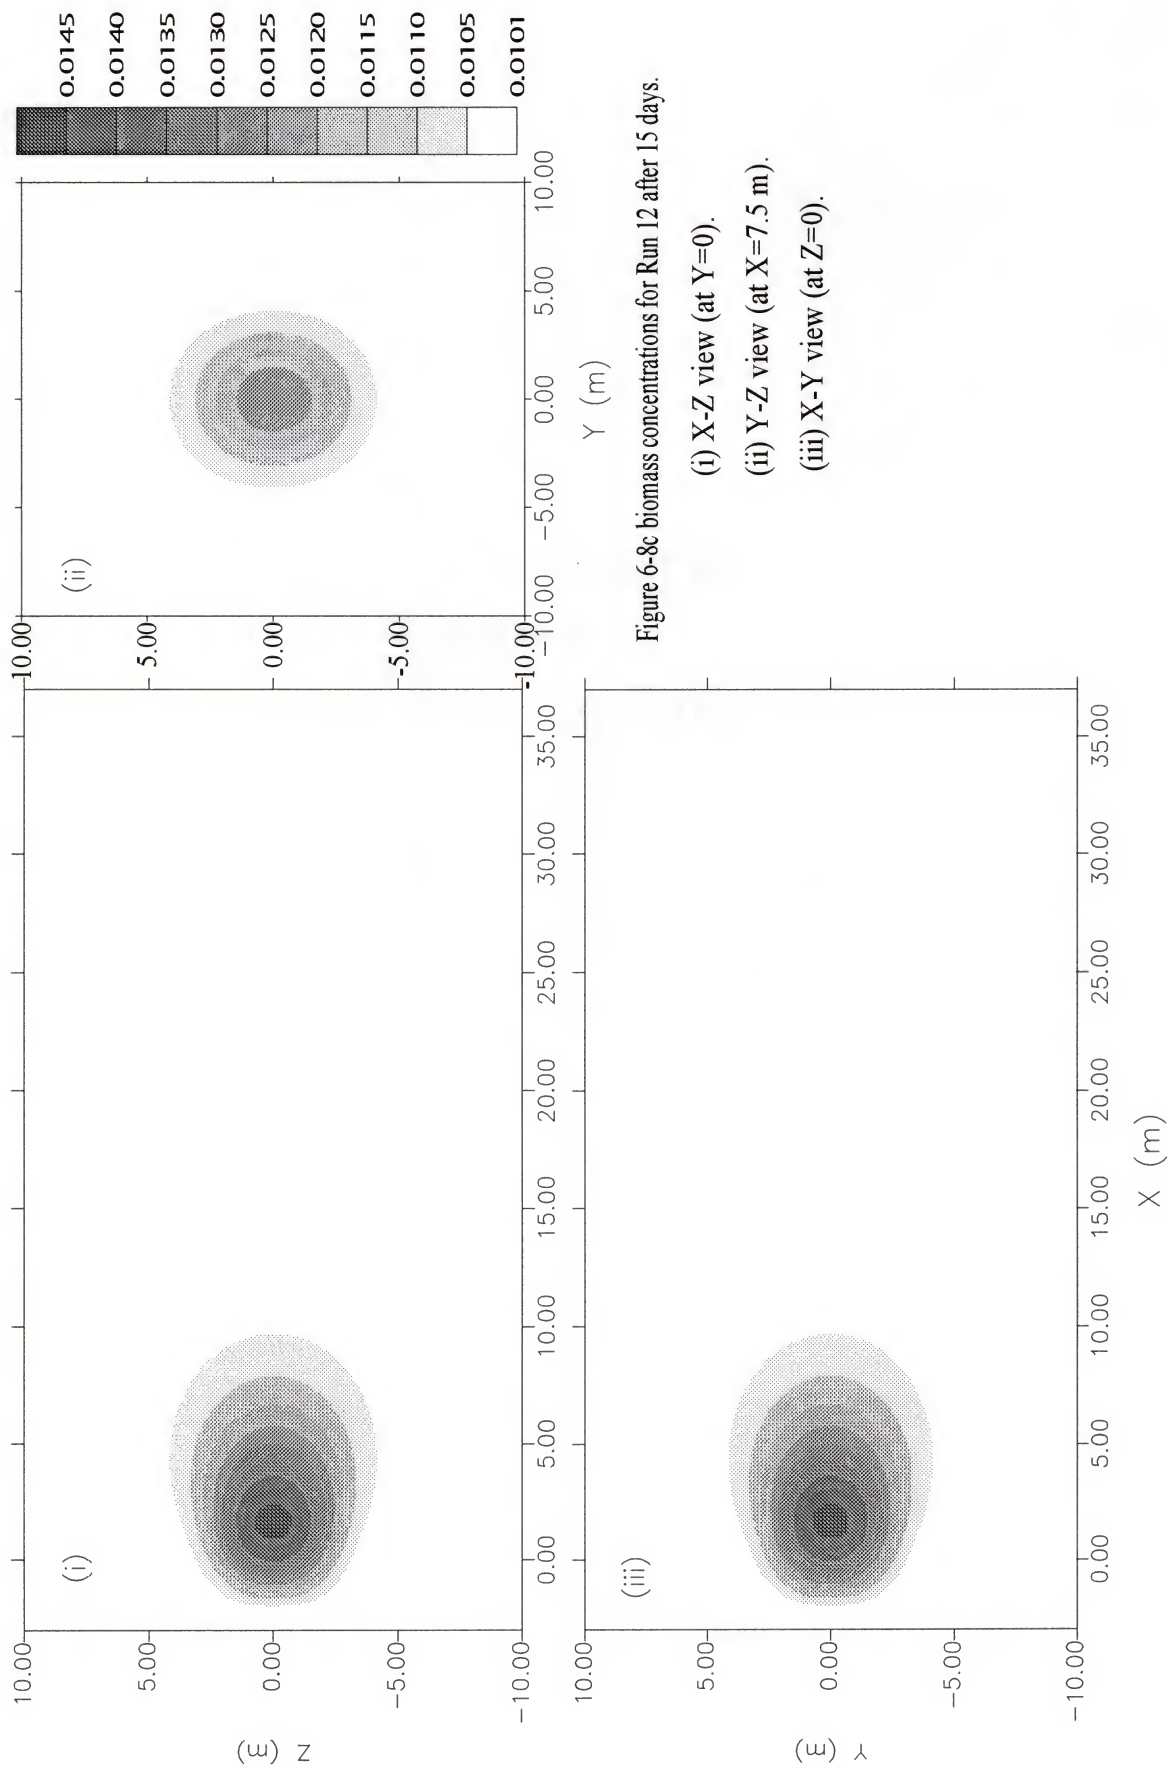 (i)
10.00
5.00
0.00
-5.00
-10.00
Z (m)
0.00 5.00 10.00 15.00 20.00 25.00 30.00 35.00
(ii)
10.00
5.00
0.00
-5.00
-10.00
-10.00 -5.00 0.00 5.00 10.00
Y (m)
0.0145
0.0140
0.0135
0.0130
0.0125
0.0120
0.0115
0.0110
0.0105
0.0101
(iii)
10.00
5.00
0.00
-5.00
-10.00
Y (m)
0.00 5.00 10.00 15.00 20.00 25.00 30.00 35.00
X (m)
Figure 6-8c biomass concentrations for Run 12 after 15 days.
(i) X-Z view (at Y=0).
(ii) Y-Z view (at X=7.5 m).
(iii) X-Y view (at Z=0).